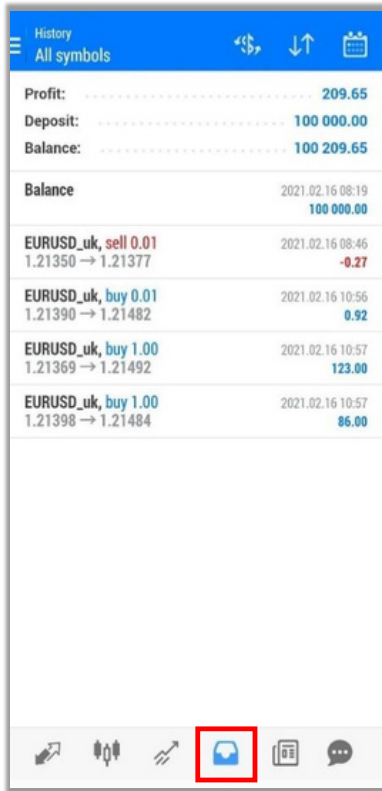 History
All symbols
Profit: 209.65
Deposit: 100 000.00
Balance: 100 209.65
Balance 2021.02.16 08:19
100 000.00
EURUSD_uk, sell 0.01 2021.02.16 08:46
1.21350 → 1.21377 -0.27
EURUSD_uk, buy 0.01 2021.02.16 10:56
1.21390 → 1.21482 0.92
EURUSD_uk, buy 1.00 2021.02.16 10:57
1.21369 → 1.21492 123.00
EURUSD_uk, buy 1.00 2021.02.16 10:57
1.21398 → 1.21484 86.00